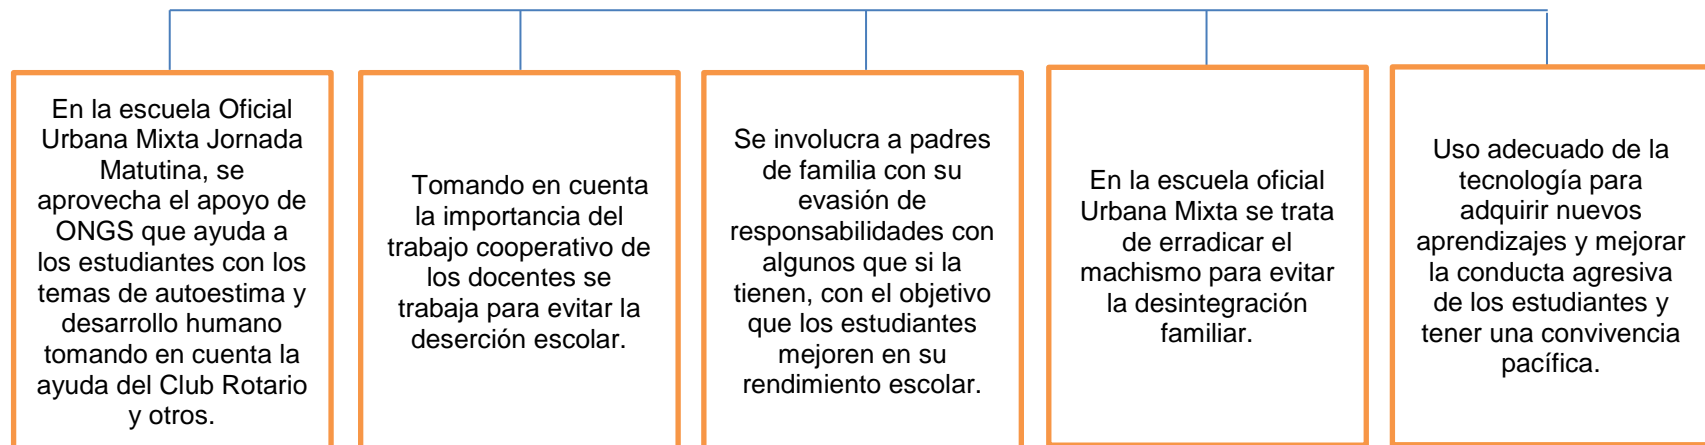 En la escuela Oficial
Urbana Mixta Jornada
Matutina, se
aprovecha el apoyo de
ONGS que ayuda a
los estudiantes con los
temas de autoestima y
desarrollo humano
tomando en cuenta la
ayuda del Club Rotario
y otros.
Tomando en cuenta
la importancia del
trabajo cooperativo de
los docentes se
trabaja para evitar la
deserción escolar.
Se involucra a padres
de familia con su
evasión de
responsabilidades con
algunos que si la
tienen, con el objetivo
que los estudiantes
mejoren en su
rendimiento escolar.
En la escuela oficial
Urbana Mixta se trata
de erradicar el
machismo para evitar
la desintegración
familiar.
Uso adecuado de la
tecnología para
adquirir nuevos
aprendizajes y mejorar
la conducta agresiva
de los estudiantes y
tener una convivencia
pacífica.